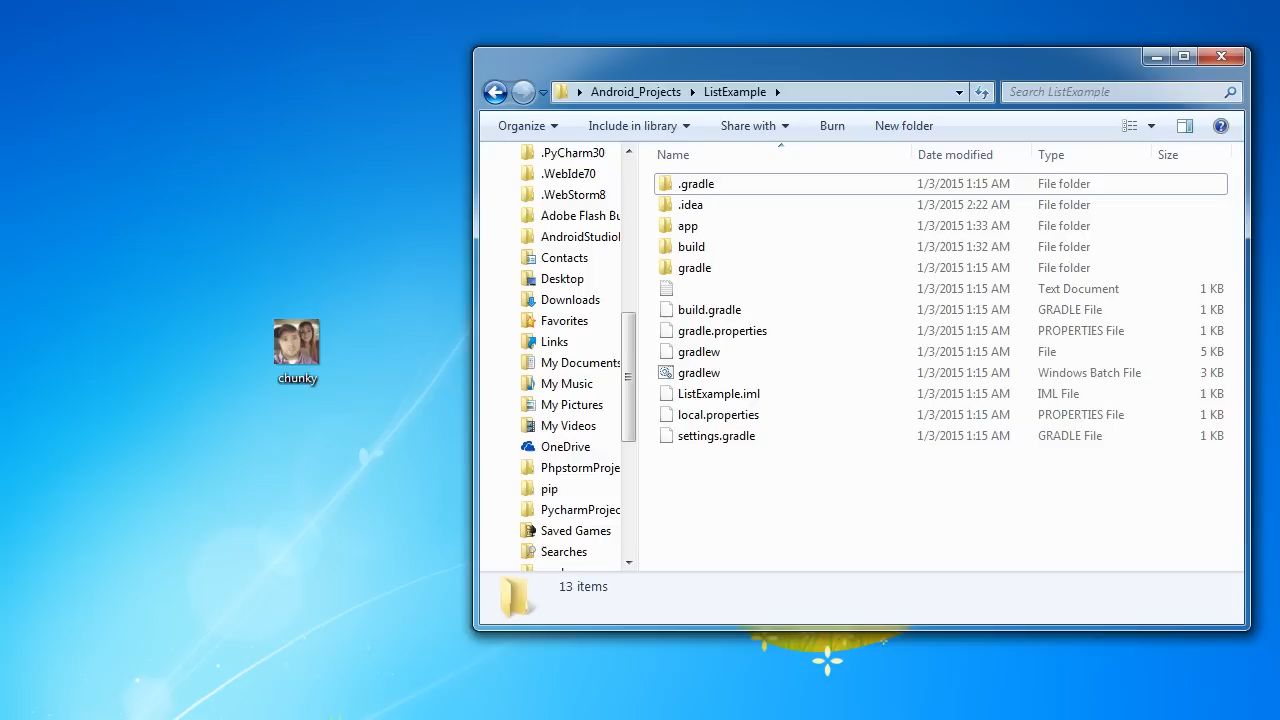 Android_Projects ListExample
Search ListExample
Organize Include in library Share with Burn New folder
.PyCharm30
.WebIde70
.WebStorm8
Adobe Flash Bu
AndroidStudiol
Contacts
Desktop
Downloads
Favorites
Links
My Documents
My Music
My Pictures
My Videos
OneDrive
PhpstormProje
pip
PycharmProjec
Saved Games
Searches
Name Date modified Type Size
.gradle 1/3/2015 1:15 AM File folder
.idea 1/3/2015 2:22 AM File folder
app 1/3/2015 1:33 AM File folder
build 1/3/2015 1:32 AM File folder
gradle 1/3/2015 1:15 AM File folder
1/3/2015 1:15 AM Text Document 1 KB
build.gradle 1/3/2015 1:15 AM GRADLE File 1 KB
gradle.properties 1/3/2015 1:15 AM PROPERTIES File 1 KB
gradlew 1/3/2015 1:15 AM File 5 KB
gradlew 1/3/2015 1:15 AM Windows Batch File 3 KB
ListExample.iml 1/3/2015 1:15 AM IML File 1 KB
local.properties 1/3/2015 1:15 AM PROPERTIES File 1 KB
settings.gradle 1/3/2015 1:15 AM GRADLE File 1 KB
13 items
chunky